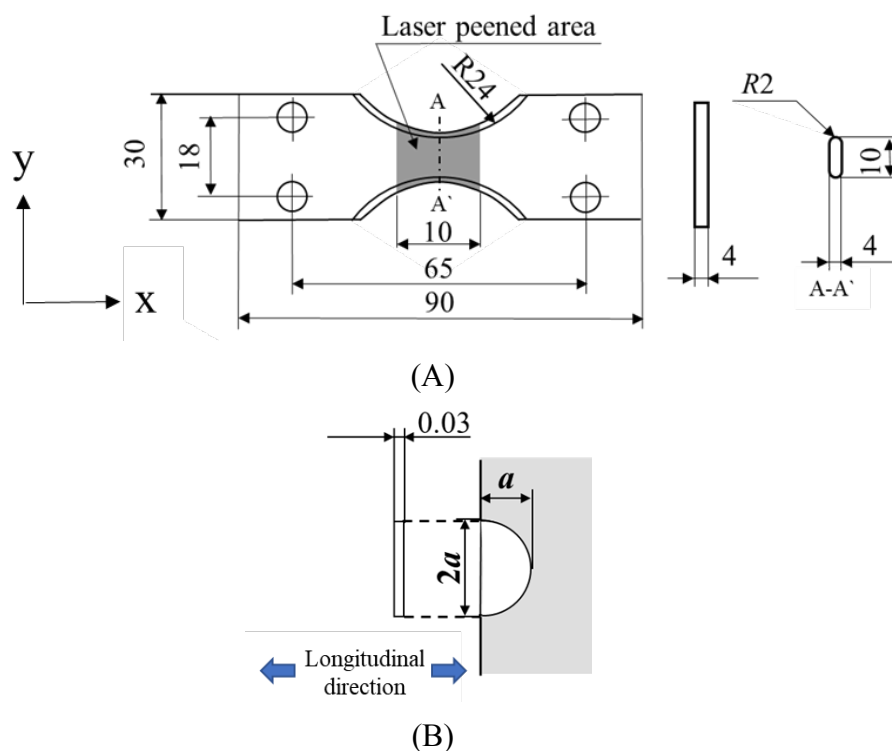 Laser peened area
R24
A
A`
30
18
y
x
10
65
90
4
R2
10
4
A-A`
(A)
0.03
a
2a
Longitudinal
direction
(B)